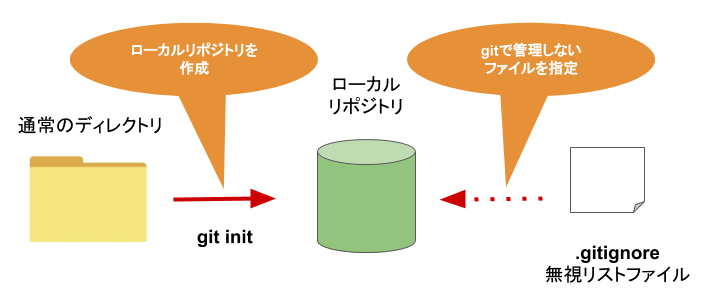 ローカルリポジトリを
作成
gitで管理しない
ファイルを指定
ローカル
リポジトリ
通常のディレクトリ
git init
.gitignore
無視リストファイル